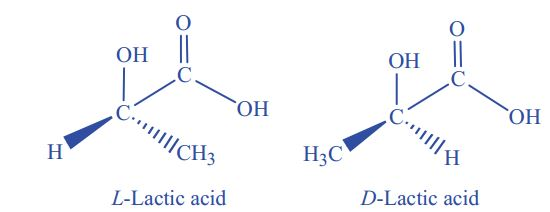 O
OH
C
C
OH
H
CH3
L-Lactic acid
O
OH
C
C
OH
H3C
H
D-Lactic acid